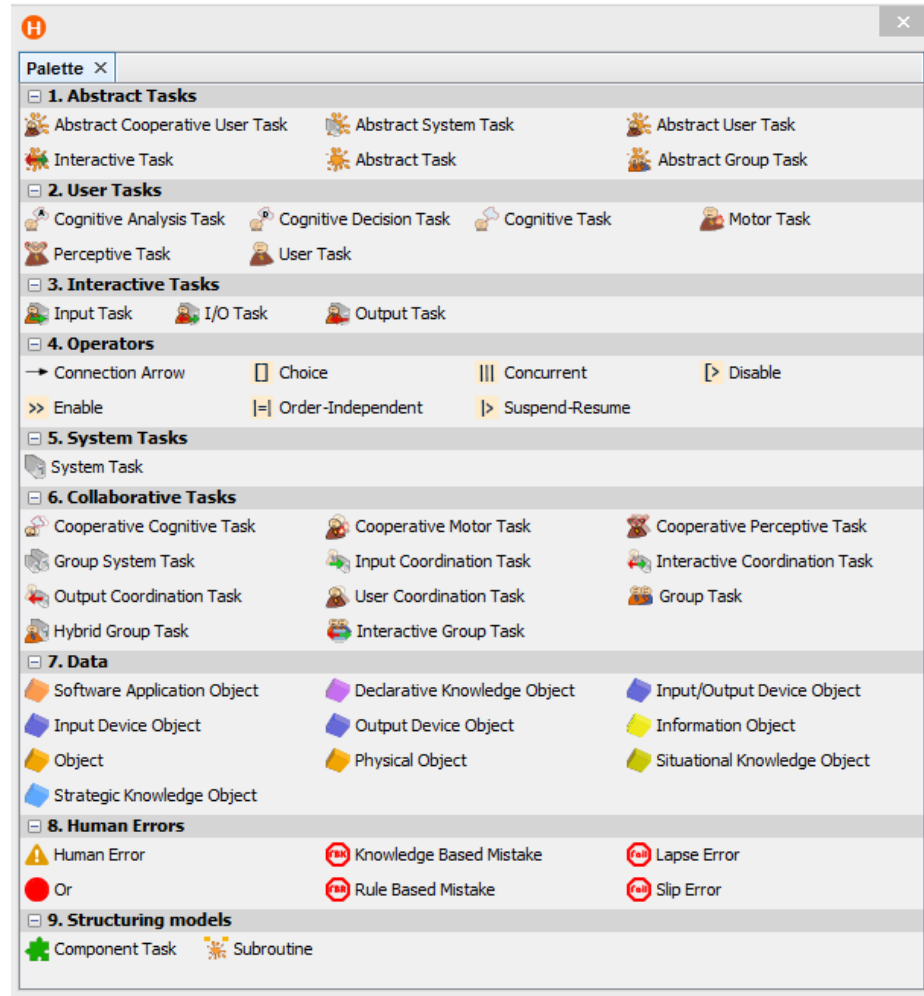 H
Palette
1. Abstract Tasks
Abstract Cooperative User Task Abstract System Task Abstract User Task
Interactive Task Abstract Task Abstract Group Task
2. User Tasks
Cognitive Analysis Task Cognitive Decision Task Cognitive Task Motor Task
Perceptive Task User Task
3. Interactive Tasks
Input Task I/O Task Output Task
4. Operators
Connection Arrow [] Choice ||| Concurrent [> Disable
>> Enable |=| Order-Independent |> Suspend-Resume
5. System Tasks
System Task
6. Collaborative Tasks
Cooperative Cognitive Task Cooperative Motor Task Cooperative Perceptive Task
Group System Task Input Coordination Task Interactive Coordination Task
Output Coordination Task User Coordination Task Group Task
Hybrid Group Task Interactive Group Task
7. Data
Software Application Object Declarative Knowledge Object Input/Output Device Object
Input Device Object Output Device Object Information Object
Object Physical Object Situational Knowledge Object
Strategic Knowledge Object
8. Human Errors
Human Error Knowledge Based Mistake Lapse Error
Or Rule Based Mistake Slip Error
9. Structuring models
Component Task Subroutine